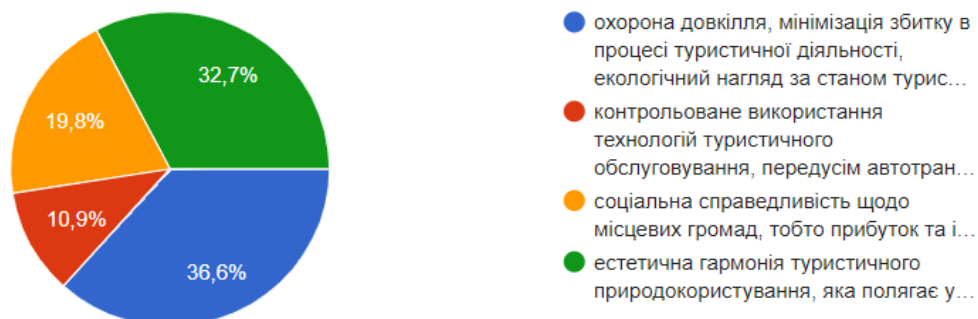 32,7%
19,8%
10,9%
36,6%
охорона довкілля, мінімізація збитку в
процесі туристичної діяльності,
екологічний нагляд за станом турис...
контрольоване використання
технологій туристичного
обслуговування, передусім автотран...
соціальна справедливість щодо
місцевих громад, тобто прибуток та і...
естетична гармонія туристичного
природокористування, яка полягає у...